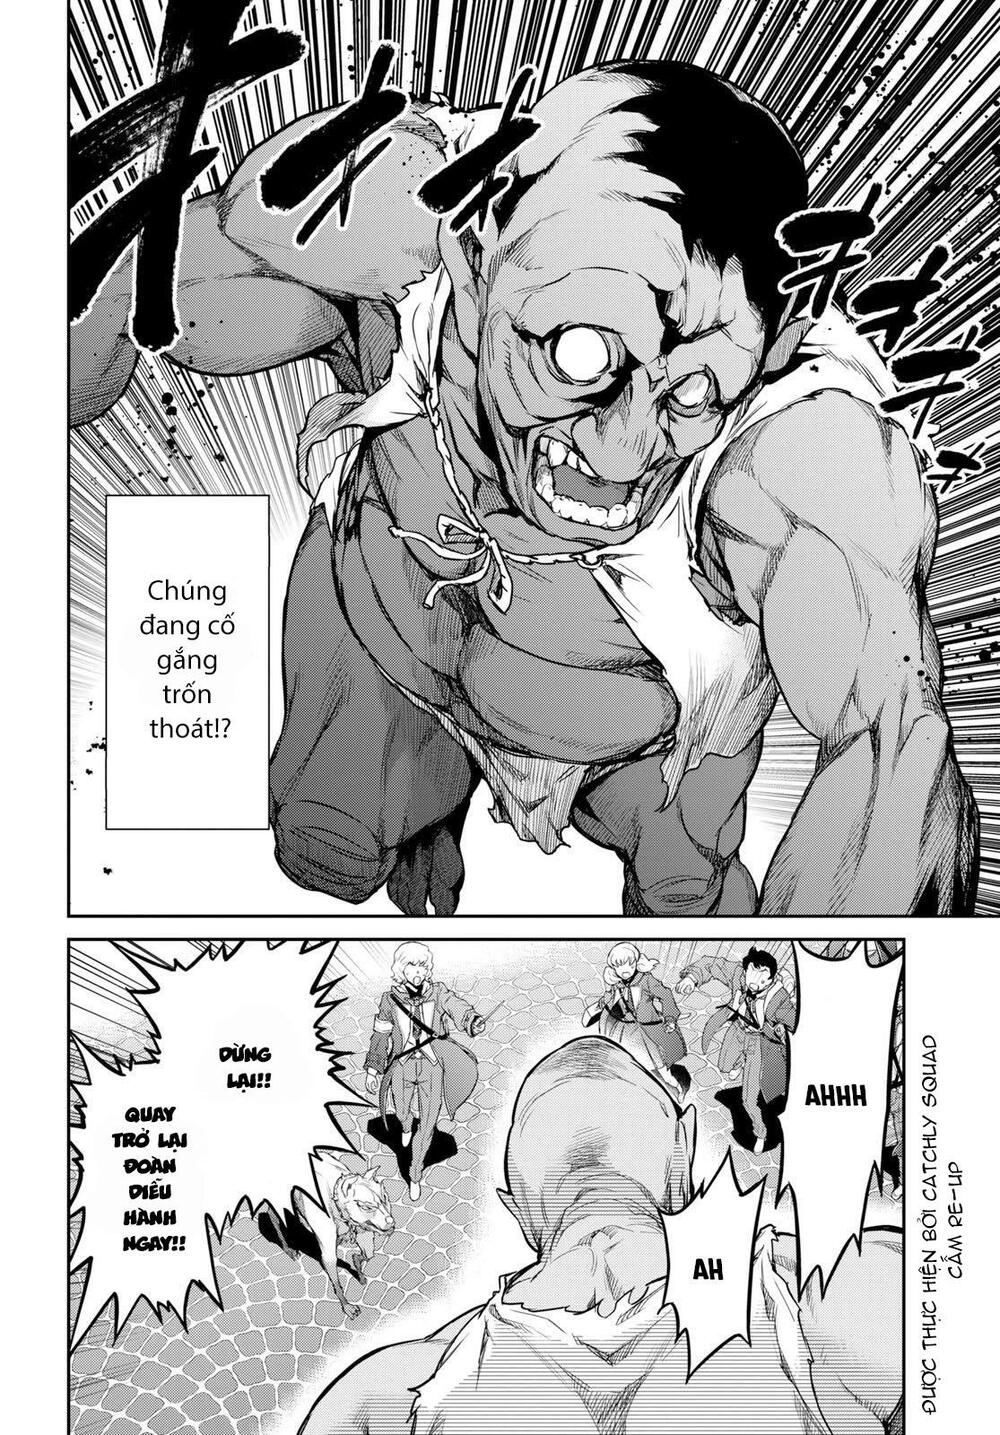 Chúng
đang cố
gắng
trốn
thoát!?
AHHH
AH
DỪNG
LẠI!!
QUAY
TRỞ LẠI
ĐOÀN
DIỄU
HÀNH
NGAY!!
ĐƯỢC THỰC HIỆN BỞI CATCHLY SQUAD
CẤM RE-UP